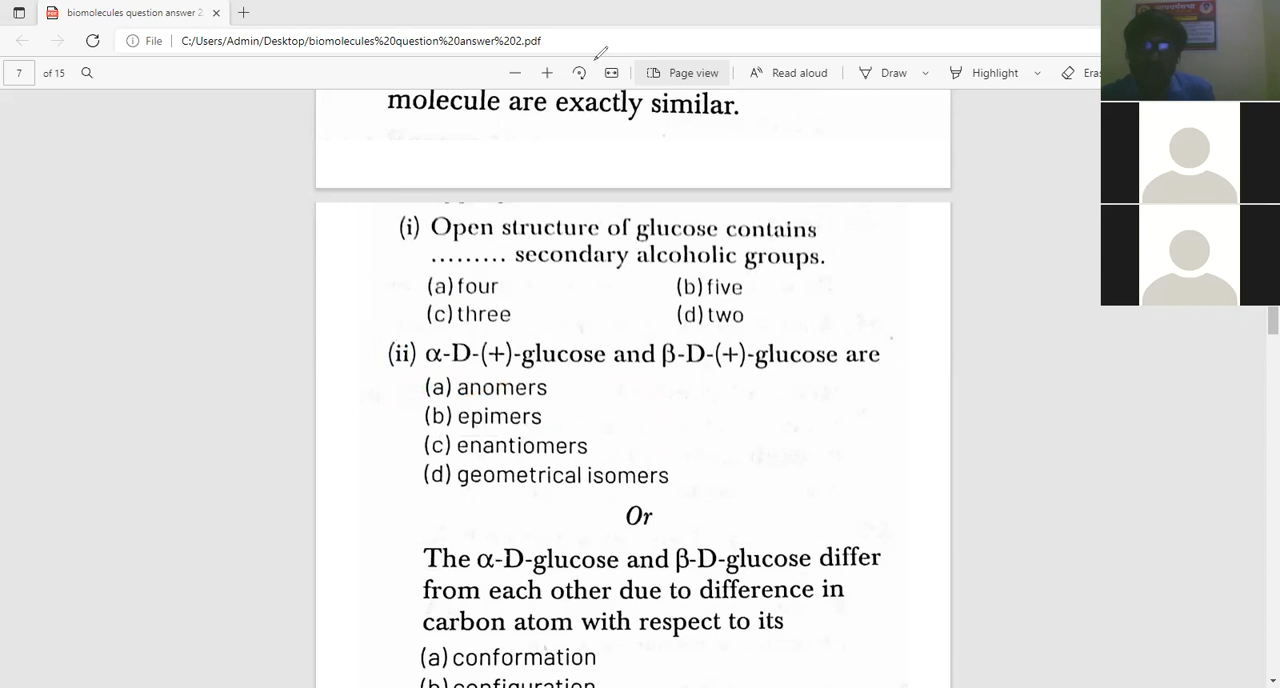 biomolecules question answer 2.
File
C:/Users/Admin/Desktop/biomolecules%20question%20answer%202.pdf
7 of 15
Page view
Read aloud
Draw
Highlight
Eras
molecule are exactly similar.
(i) Open structure of glucose contains
......... secondary alcoholic groups.
(a) four (b) five
(c) three (d) two
(ii) α-D-(+)-glucose and β-D-(+)-glucose are
(a) anomers
(b) epimers
(c) enantiomers
(d) geometrical isomers
Or
The α-D-glucose and β-D-glucose differ
from each other due to difference in
carbon atom with respect to its
(a) conformation
(b) configuration